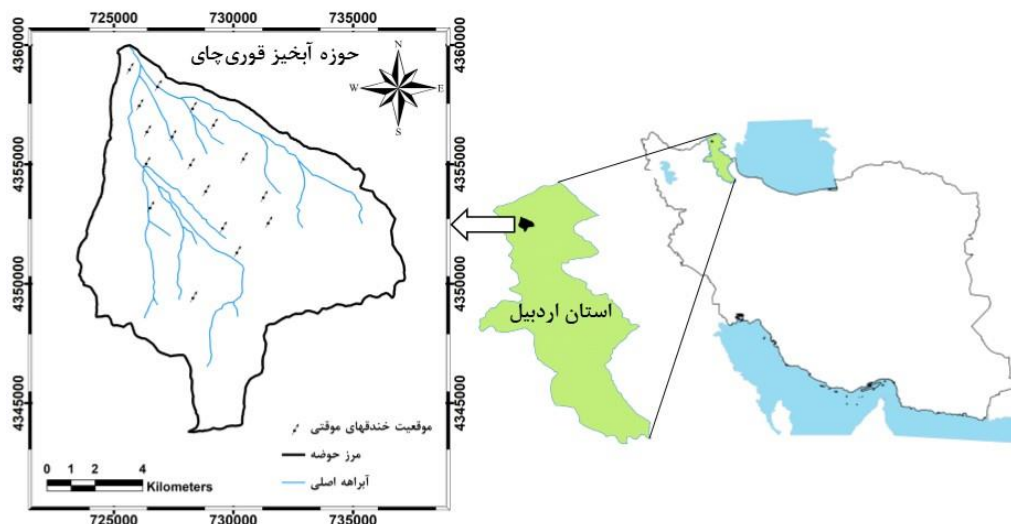 725000 730000 735000
حوزه آبخیز قوری‌چای
N
W E
S
4360000 4360000
4355000 4355000
4350000 4350000
4345000 4345000
موقعیت خندقهای موقتی
مرز حوضه
آبراهه اصلی
0 1 2 4
Kilometers
725000 730000 735000
استان اردبیل